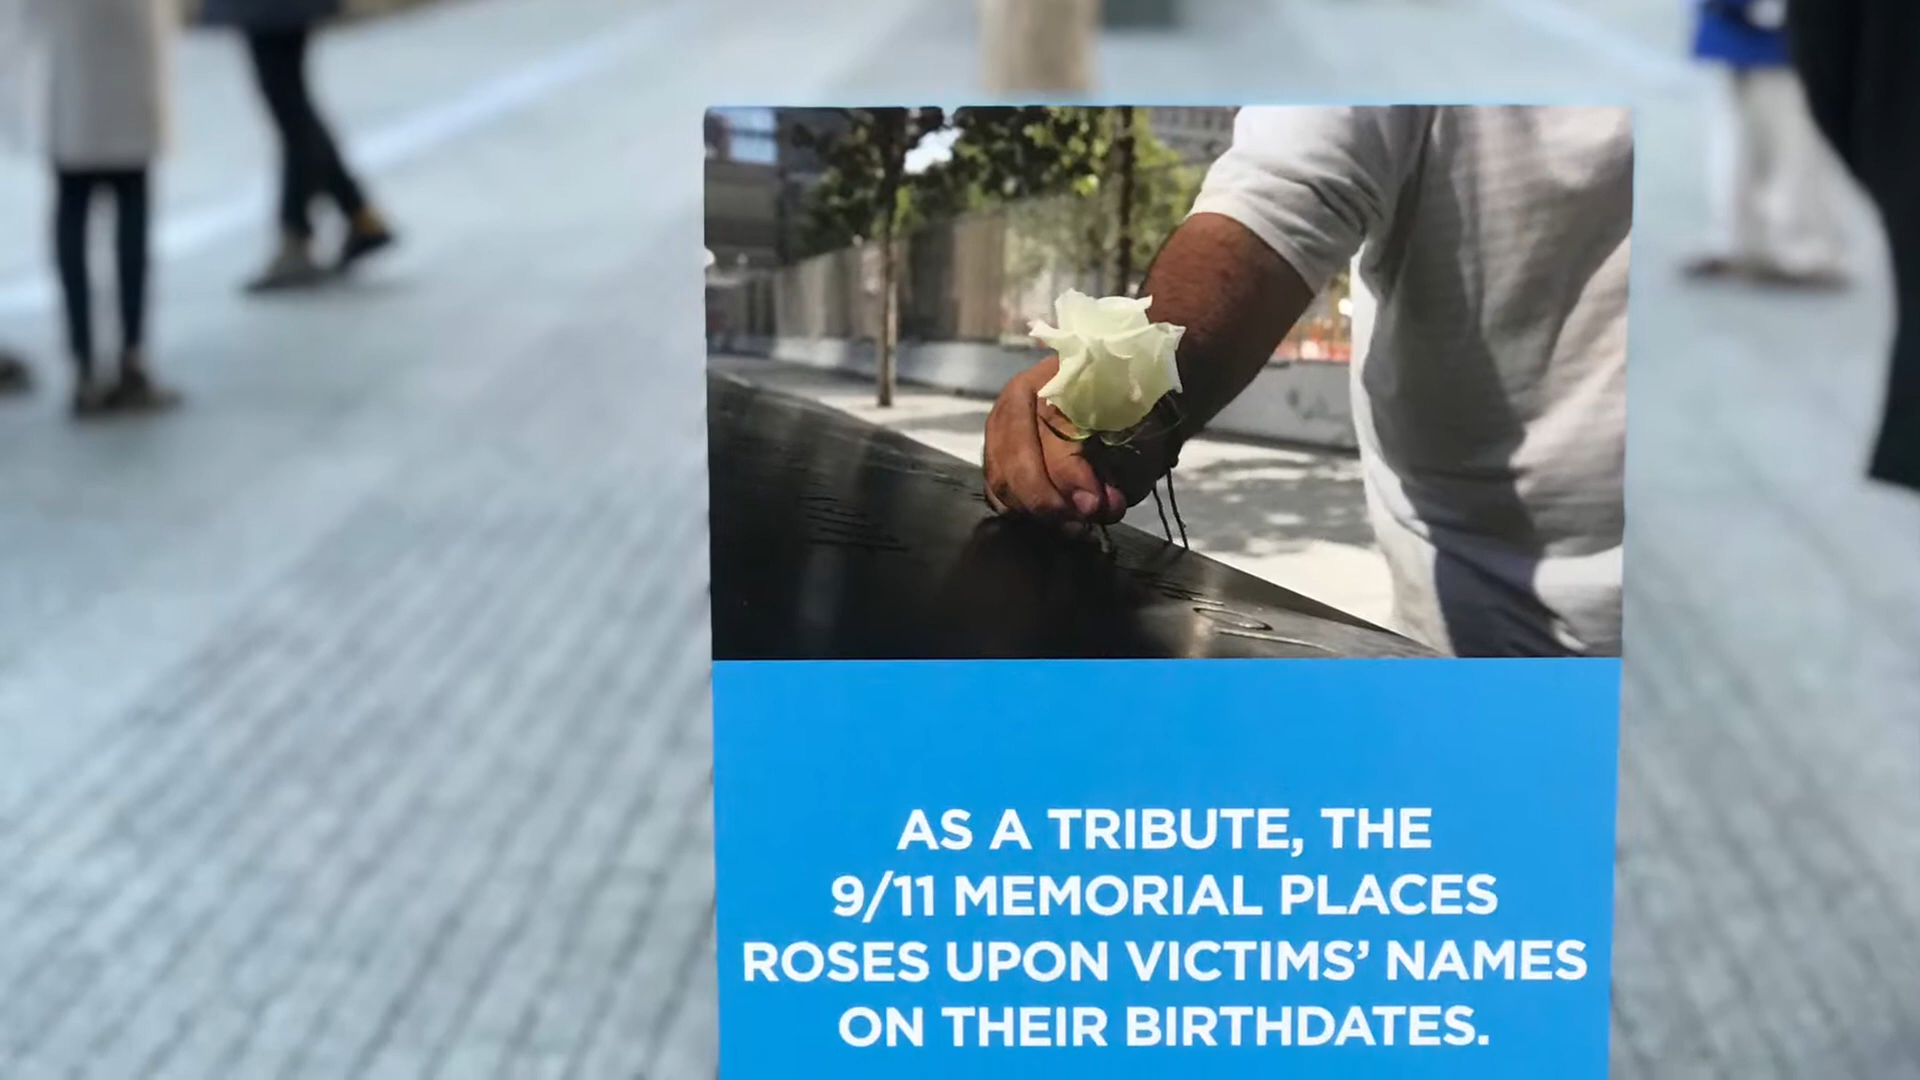 AS A TRIBUTE, THE
9/11 MEMORIAL PLACES
ROSES UPON VICTIMS’ NAMES
ON THEIR BIRTHDATES.